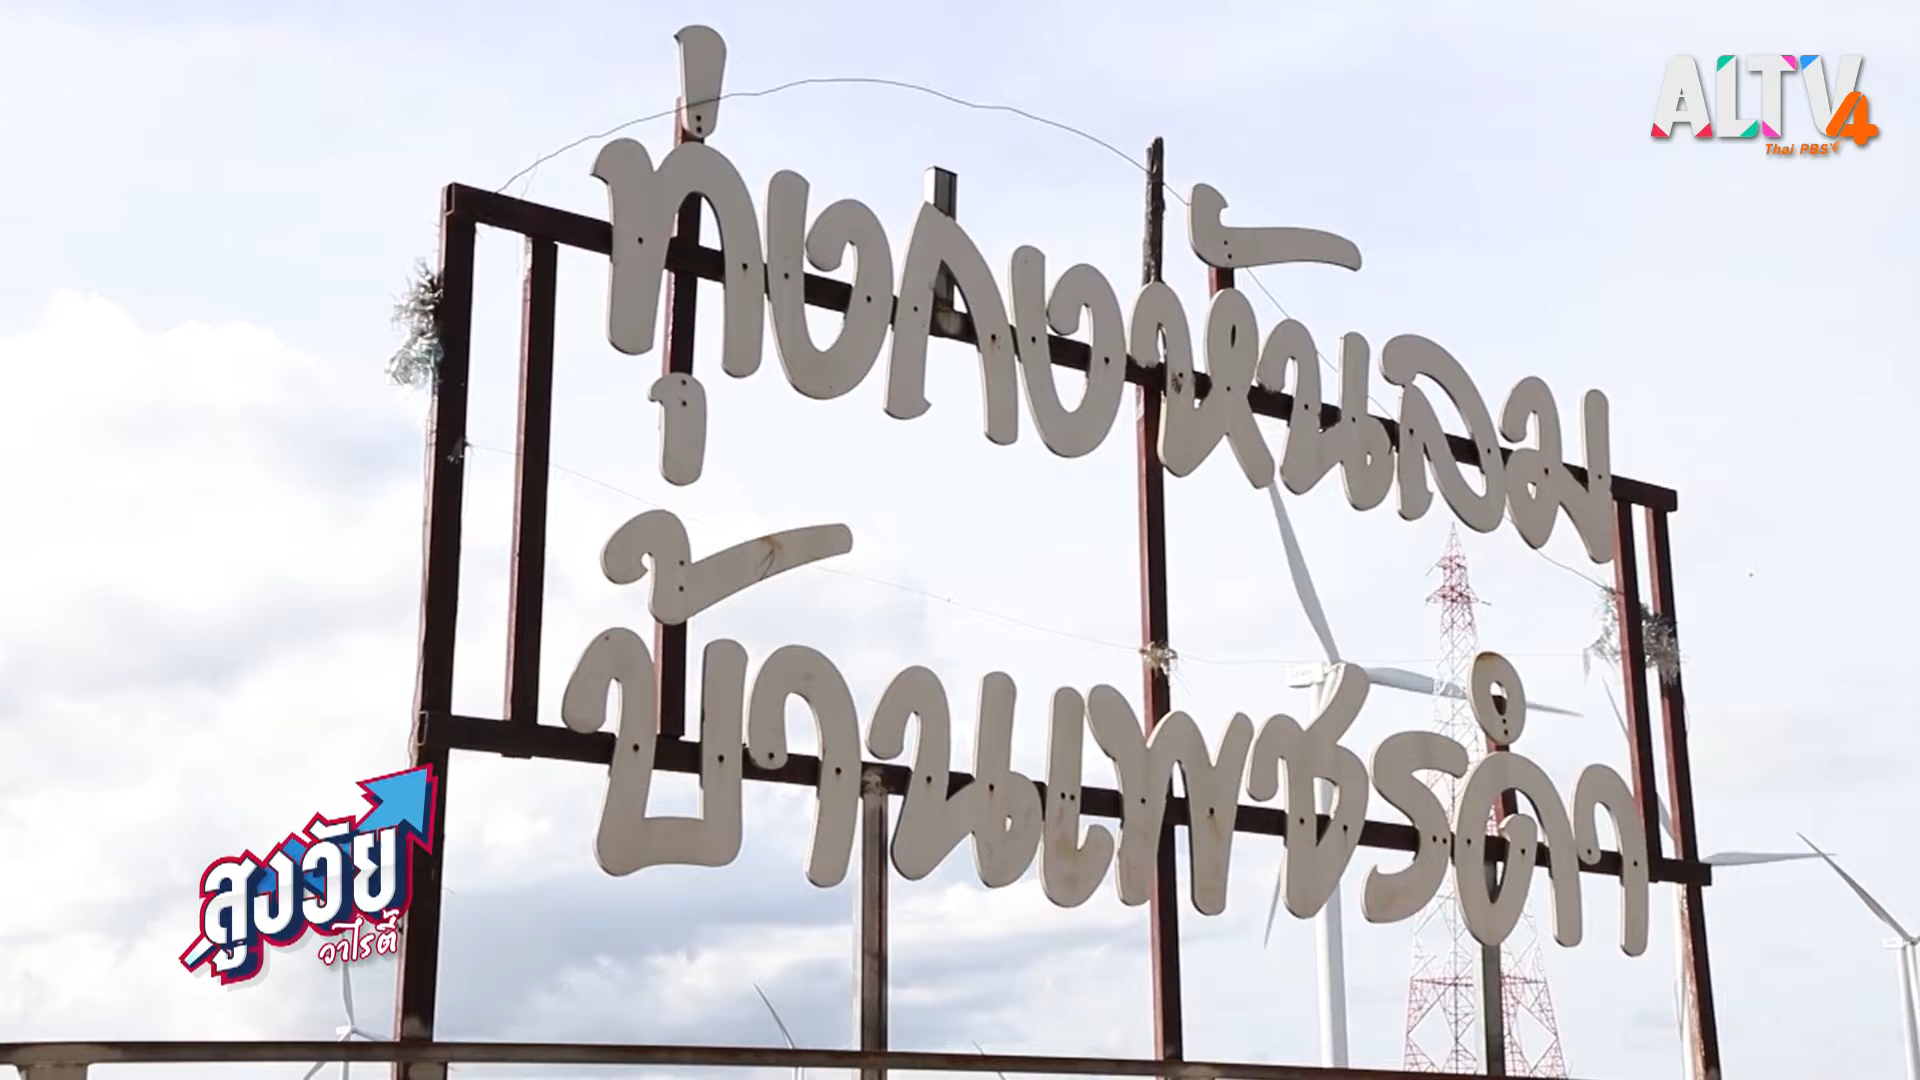 ALTV4
Thai PBS
ทุ่งกังหันลม
บ้านเพชรดำ
สูงวัย
วาไรตี้